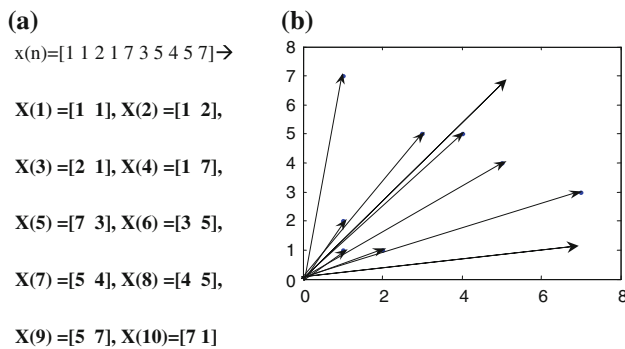 (a)
x(n)=[1 1 2 1 7 3 5 4 5 7]→
X(1) =[1 1], X(2) =[1 2],
X(3) =[2 1], X(4) =[1 7],
X(5) =[7 3], X(6) =[3 5],
X(7) =[5 4], X(8) =[4 5],
X(9) =[5 7], X(10)=[7 1]
(b)
8
7
6
5
4
3
2
1
0
0 2 4 6 8